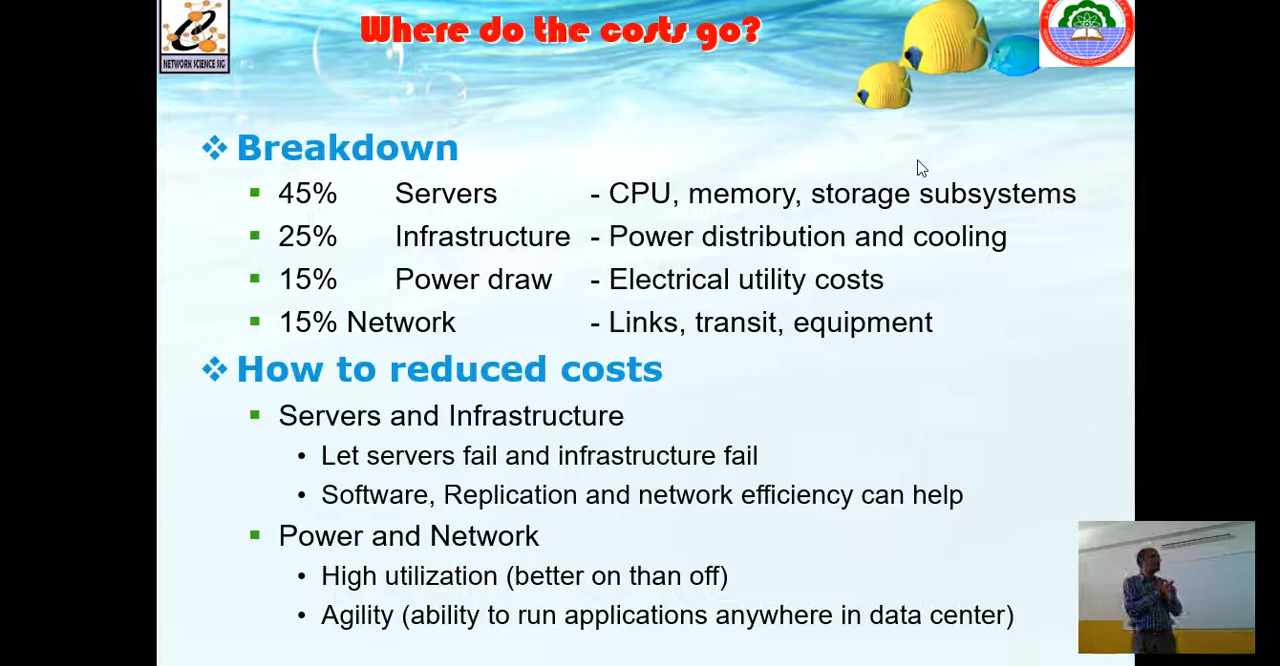 Where do the costs go?
NETWORK SCIENCE SIG
Breakdown
45% Servers - CPU, memory, storage subsystems
25% Infrastructure - Power distribution and cooling
15% Power draw - Electrical utility costs
15% Network - Links, transit, equipment
How to reduced costs
Servers and Infrastructure
• Let servers fail and infrastructure fail
• Software, Replication and network efficiency can help
Power and Network
• High utilization (better on than off)
• Agility (ability to run applications anywhere in data center)